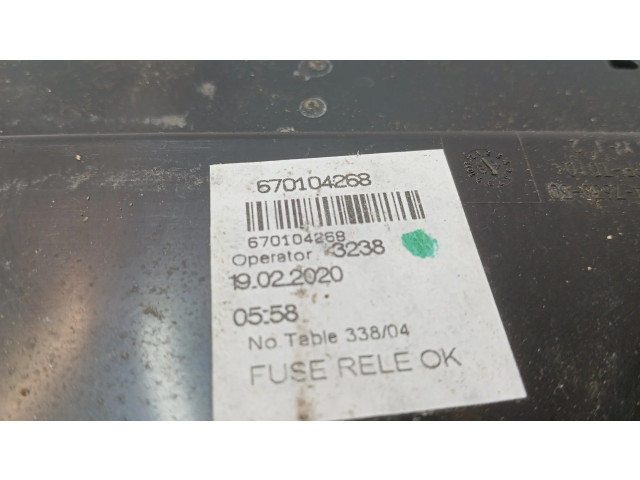 670104268
670104268
Operator 3238
19.02.2020
05:58
No Table 338/04
FUSE RELE OK